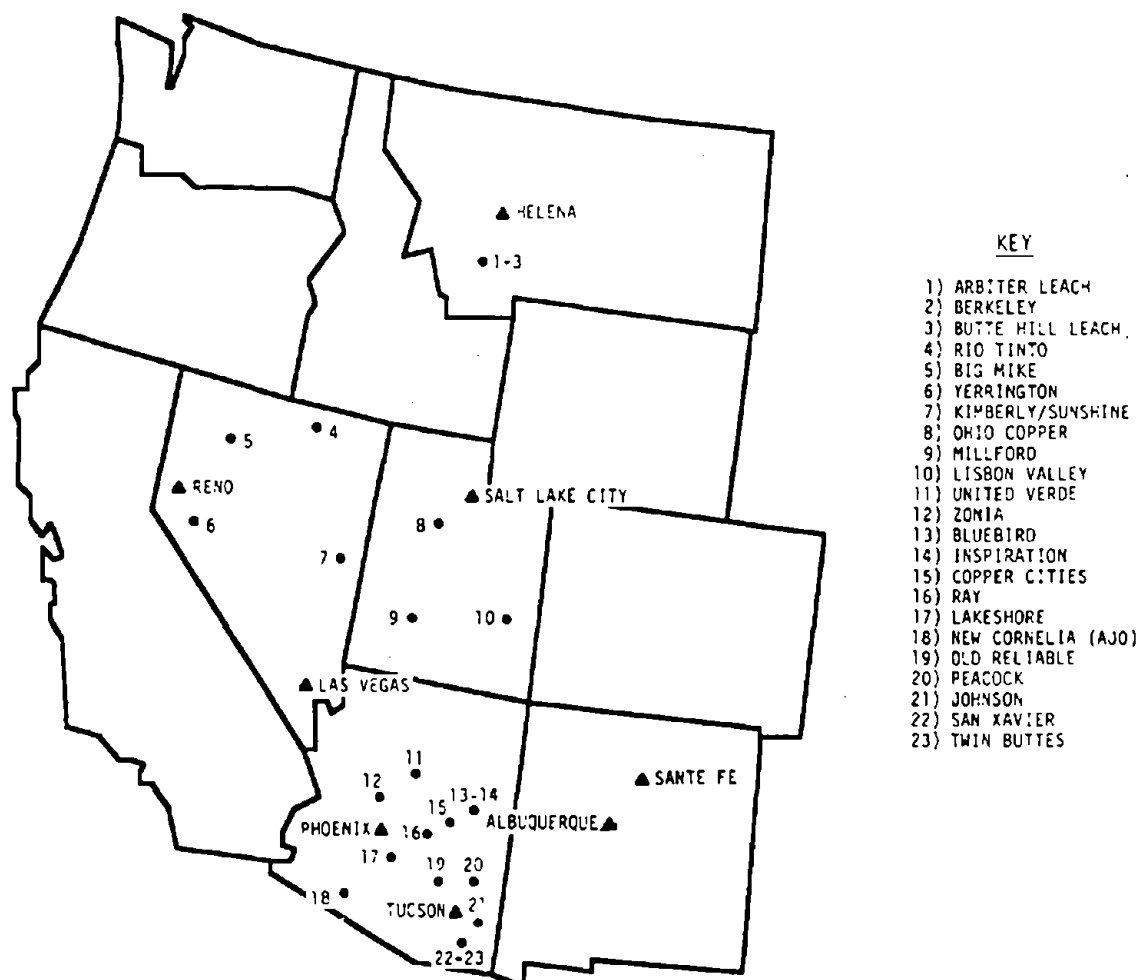 HELENA
1-3
4
5
RENO
6
SALT LAKE CITY
8
7
9
10
LAS VEGAS
11
12
13-14
15
SANTE FE
PHOENIX
ALBUQUERQUE
16
17
19
20
18
TUCSON
21
22-23
KEY
1) ARBITER LEACH
2) BERKELEY
3) BUTTE HILL LEACH
4) RIO TINTO
5) BIG MIKE
6) YERRINGTON
7) KIMBERLY/SUNSHINE
8) OHIO COPPER
9) MILLFORD
10) LISBON VALLEY
11) UNITED VERDE
12) ZONIA
13) BLUEBIRD
14) INSPIRATION
15) COPPER CITIES
16) RAY
17) LAKESHORE
18) NEW CORNELIA (AJO)
19) OLD RELIABLE
20) PEACOCK
21) JOHNSON
22) SAN XAVIER
23) TWIN BUTTES